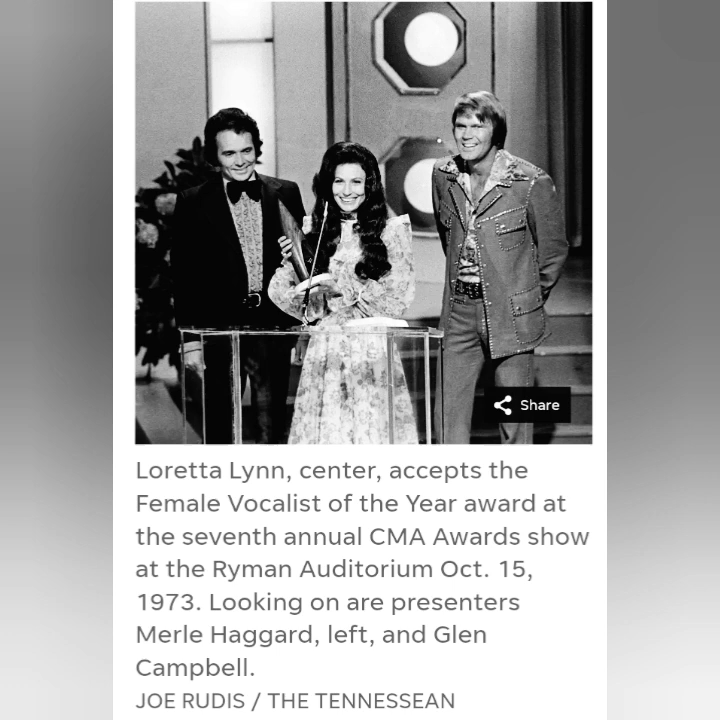 Share
Loretta Lynn, center, accepts the
Female Vocalist of the Year award at
the seventh annual CMA Awards show
at the Ryman Auditorium Oct. 15,
1973. Looking on are presenters
Merle Haggard, left, and Glen
Campbell.
JOE RUDIS / THE TENNESSEAN